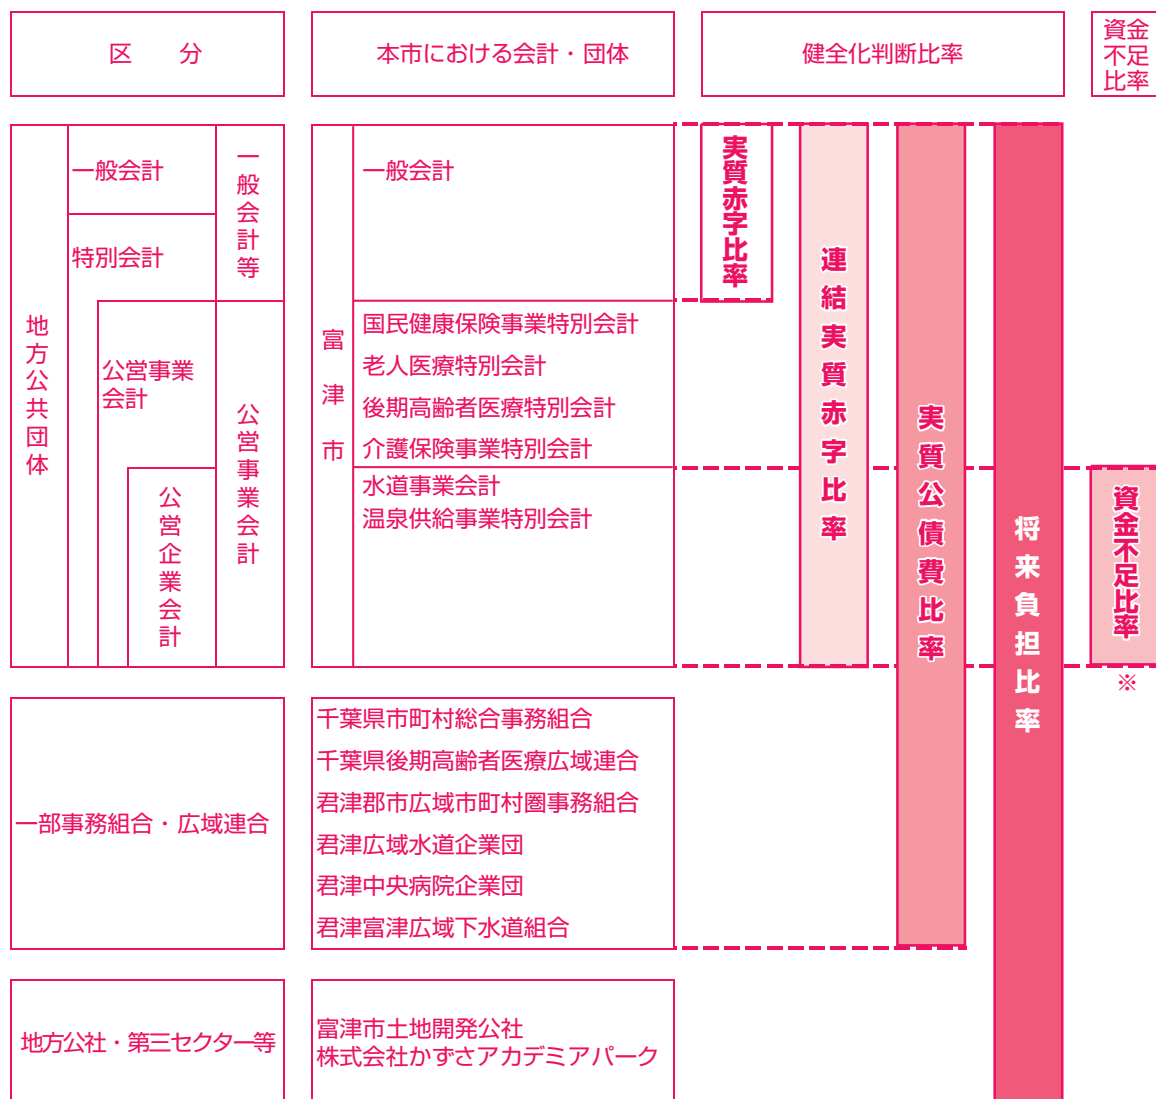 区　　分
本市における会計・団体
健全化判断比率
資金
不足
比率
地方公共団体
一般会計
特別会計
公営事業
会計
公営企業会計
一般会計等
公営事業会計
富津市
一般会計
国民健康保険事業特別会計
老人医療特別会計
後期高齢者医療特別会計
介護保険事業特別会計
水道事業会計
温泉供給事業特別会計
実質赤字比率
連結実質赤字比率
実質公債費比率
将来負担比率
資金不足比率
※
一部事務組合・広域連合
千葉県市町村総合事務組合
千葉県後期高齢者医療広域連合
君津郡市広域市町村圏事務組合
君津広域水道企業団
君津中央病院企業団
君津富津広域下水道組合
地方公社・第三セクター等
富津市土地開発公社
株式会社かずさアカデミアパーク